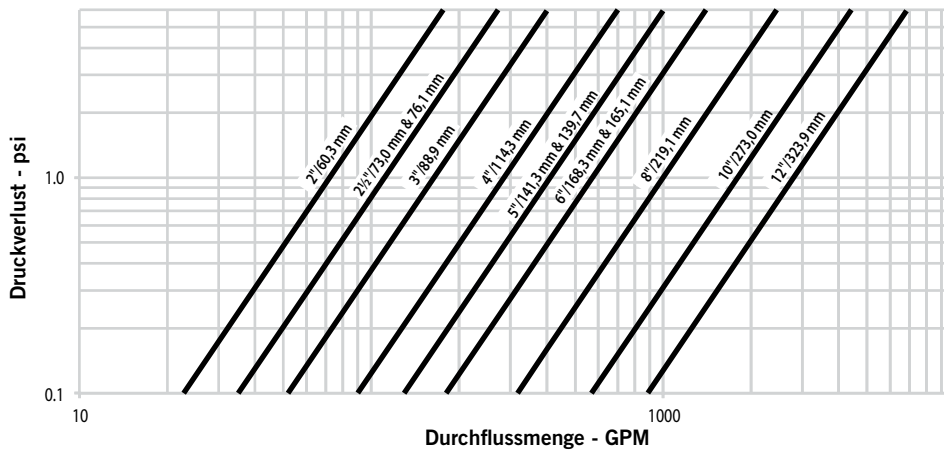 Druckverlust - psi
1.0
0.1
2"/60,3 mm
2½"/73,0 mm & 76,1 mm
3"/88,9 mm
4"/114,3 mm
5"/141,3 mm & 139,7 mm
6"/168,3 mm & 165,1 mm
8"/219,1 mm
10"/273,0 mm
12"/323,9 mm
10
1000
Durchflussmenge - GPM